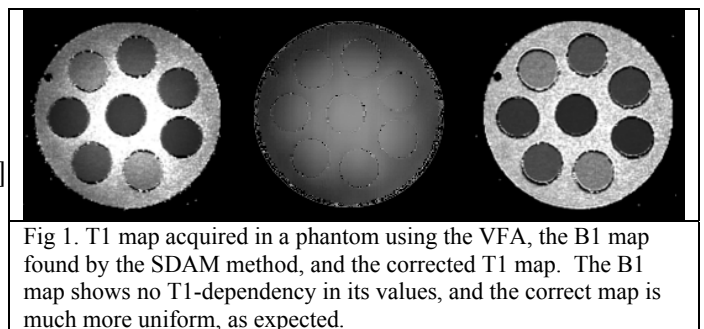 ]
Fig 1. T1 map acquired in a phantom using the VFA, the B1 map
found by the SDAM method, and the corrected T1 map. The B1
map shows no T1-dependency in its values, and the correct map is
much more uniform, as expected.